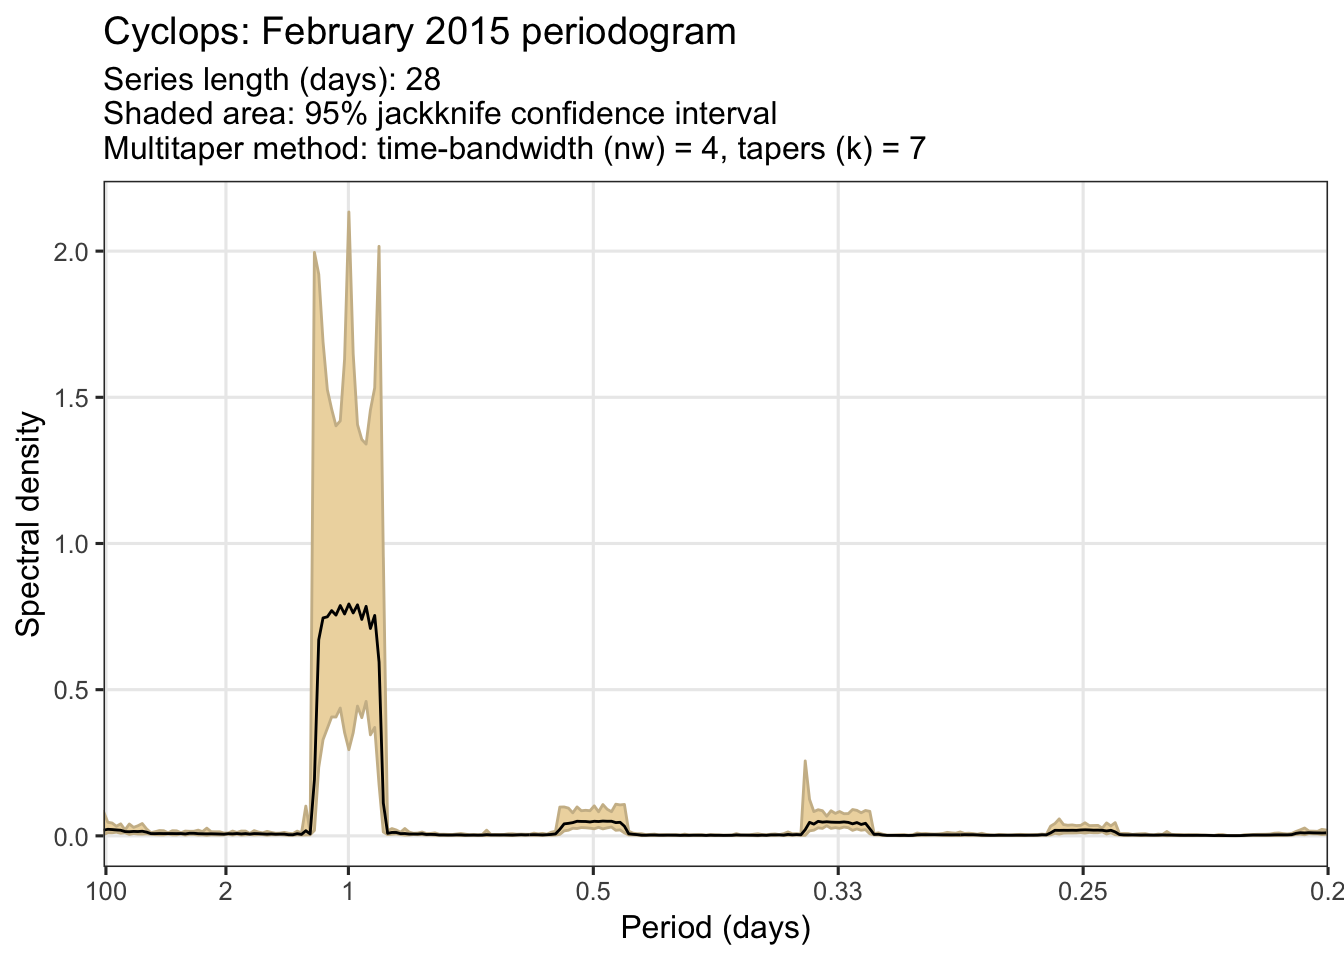 Cyclops: February 2015 periodogram
Series length (days): 28
Shaded area: 95% jackknife confidence interval
Multitaper method: time-bandwidth (nw) = 4, tapers (k) = 7
2.0
1.5
1.0
0.5
0.0
Spectral density
100 2 1 0.5 0.33 0.25 0.2
Period (days)